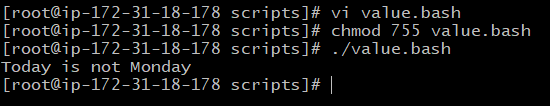 [root@ip-172-31-18-178 scripts]# vi value.bash
[root@ip-172-31-18-178 scripts]# chmod 755 value.bash
[root@ip-172-31-18-178 scripts]# ./value.bash
Today is not Monday
[root@ip-172-31-18-178 scripts]#